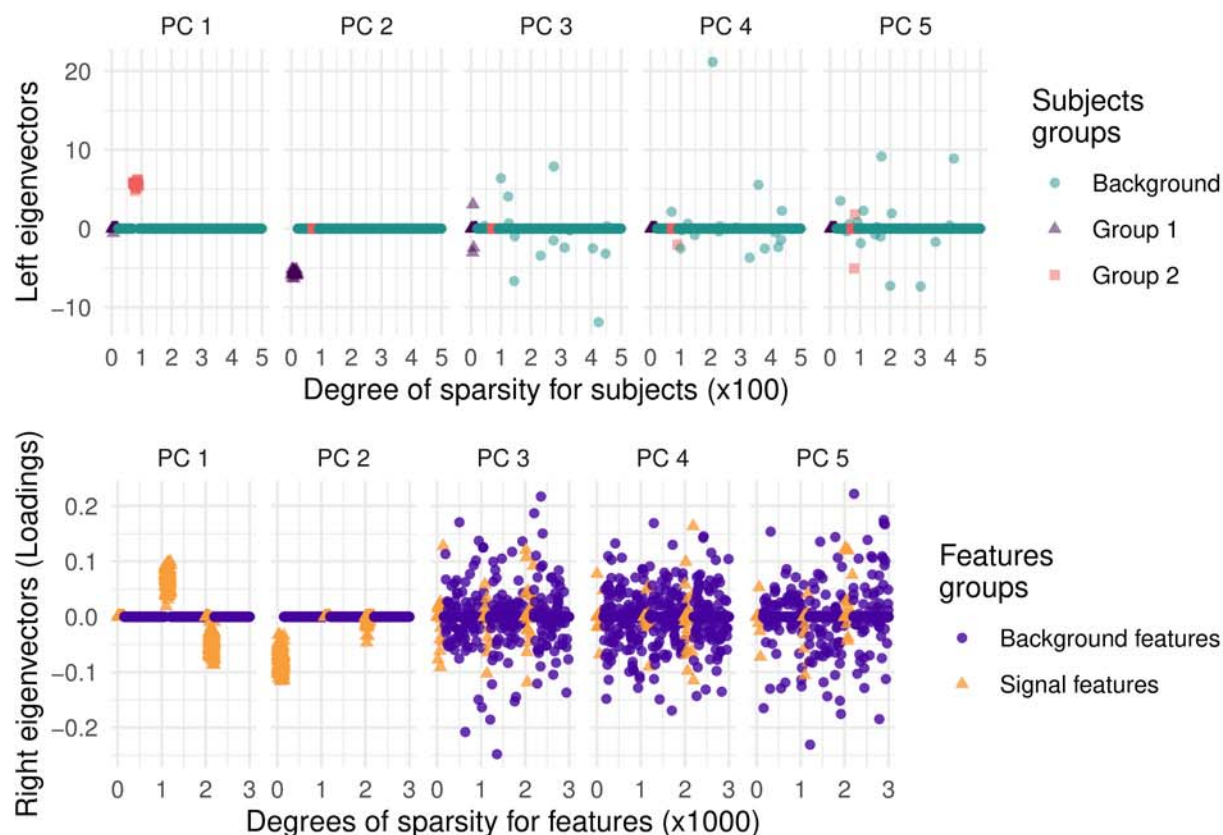 PC 1 PC 2 PC 3 PC 4 PC 5
20
10
0
−10
Left eigenvectors
0 1 2 3 4 5 0 1 2 3 4 5 0 1 2 3 4 5 0 1 2 3 4 5 0 1 2 3 4 5
Degree of sparsity for subjects (x100)
Subjects
groups
Background
Group 1
Group 2
PC 1 PC 2 PC 3 PC 4 PC 5
0.2
0.1
0.0
−0.1
−0.2
Right eigenvectors (Loadings)
0 1 2 3 0 1 2 3 0 1 2 3 0 1 2 3 0 1 2 3
Degrees of sparsity for features (x1000)
Features
groups
Background features
Signal features